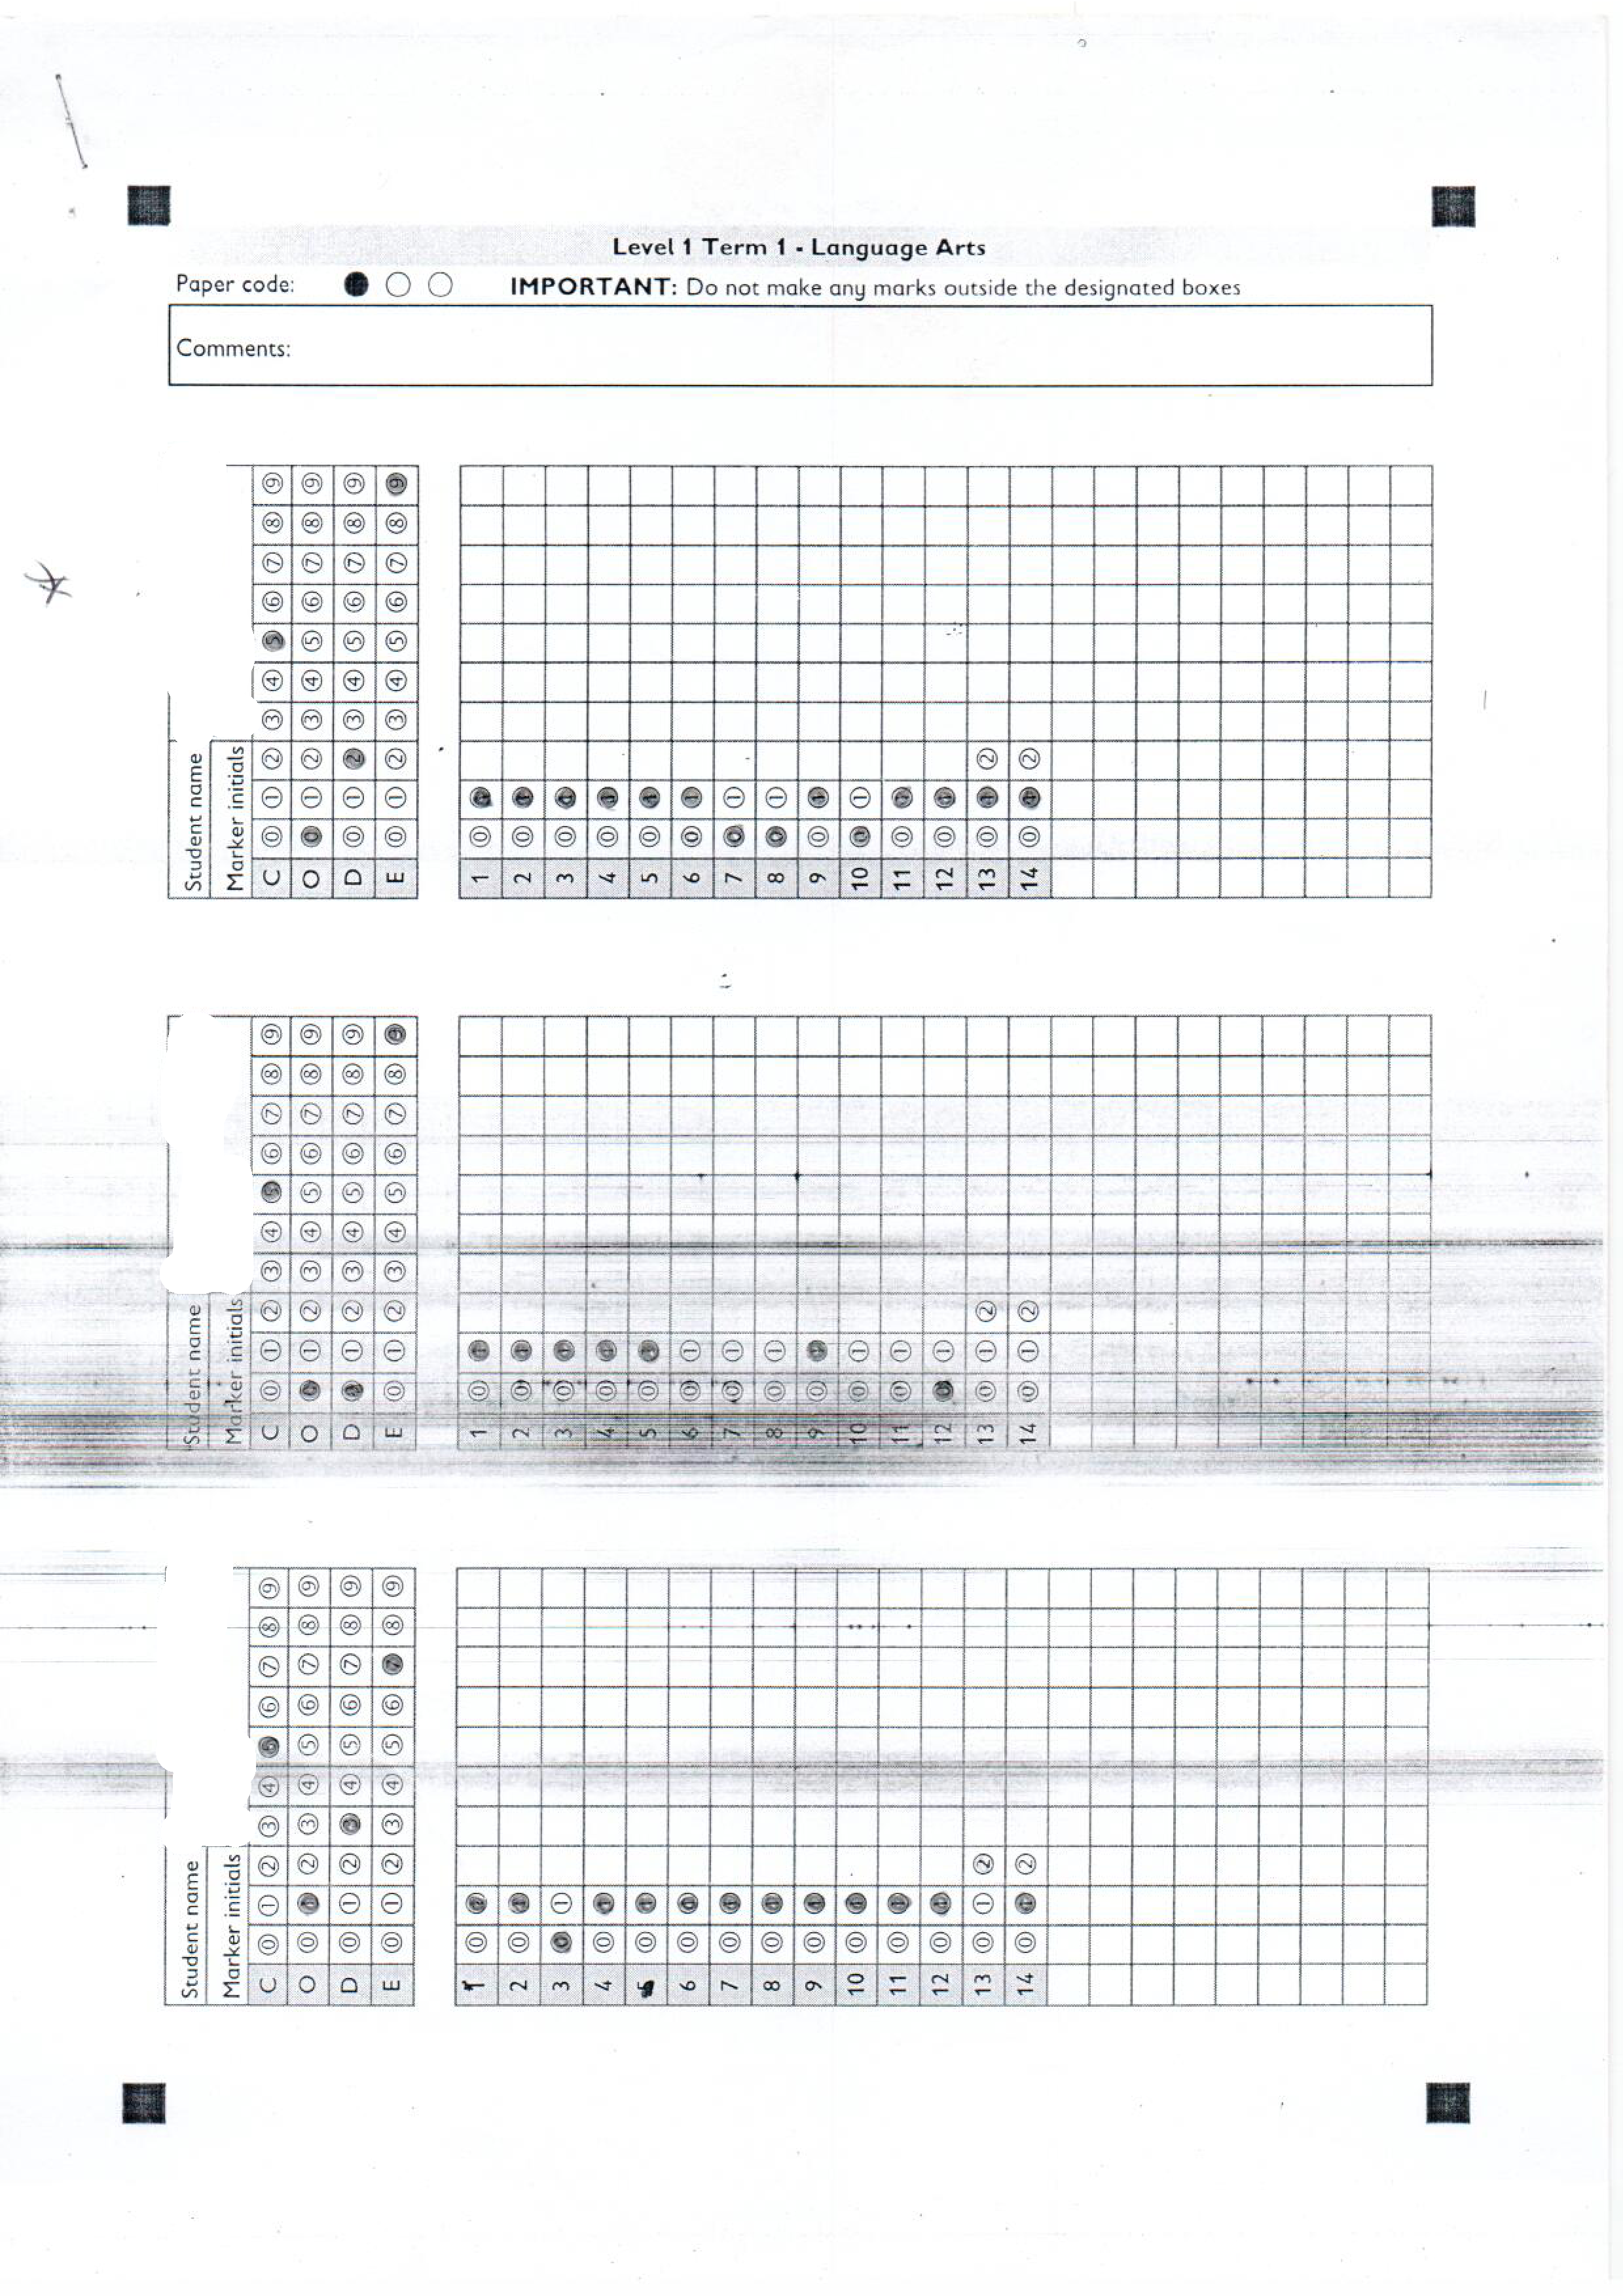 Level 1 Term 1 - Language Arts
Paper code:
IMPORTANT: Do not make any marks outside the designated boxes
Comments:
Student name
Marker initials
C 0 1 2 3 4 5 6 7 8 9
O 0 1 2 3 4 5 6 7 8 9
D 0 1 2 3 4 5 6 7 8 9
E 0 1 2 3 4 5 6 7 8 9
1 0 1
2 0 1
3 0 1
4 0 1
5 0 1
6 0 1
7 0 1
8 0 1
9 0 1
10 0 1
11 0 1
12 0 1
13 0 1 2
14 0 1 2
Student name
Marker initials
C 0 1 2 3 4 5 6 7 8 9
O 0 1 2 3 4 5 6 7 8 9
D 0 1 2 3 4 5 6 7 8 9
E 0 1 2 3 4 5 6 7 8 9
1 0 1
2 0 1
3 0 1
4 0 1
5 0 1
6 0 1
7 0 1
8 0 1
9 0 1
10 0 1
11 0 1
12 0 1
13 0 1 2
14 0 1 2
Student name
Marker initials
C 0 1 2 3 4 5 6 7 8 9
O 0 1 2 3 4 5 6 7 8 9
D 0 1 2 3 4 5 6 7 8 9
E 0 1 2 3 4 5 6 7 8 9
1 0 1
2 0 1
3 0 1
4 0 1
5 0 1
6 0 1
7 0 1
8 0 1
9 0 1
10 0 1
11 0 1
12 0 1
13 0 1 2
14 0 1 2